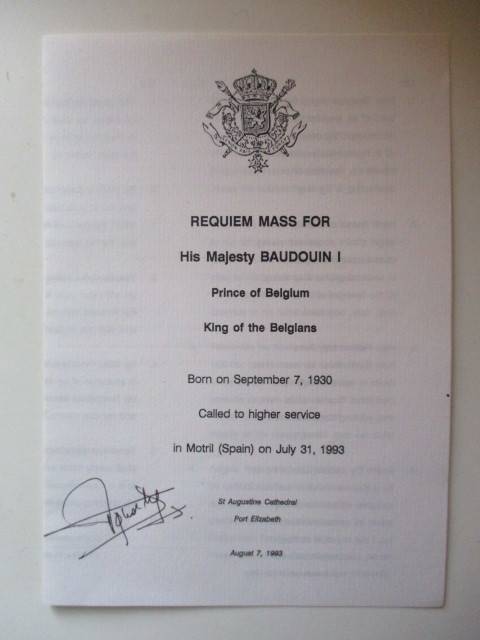 REQUIEM MASS FOR
His Majesty BAUDOUIN I
Prince of Belgium
King of the Belgians
Born on September 7, 1930
Called to higher service
in Motril (Spain) on July 31, 1993
St Augustine Cathedral
Port Elizabeth
August 7, 1993